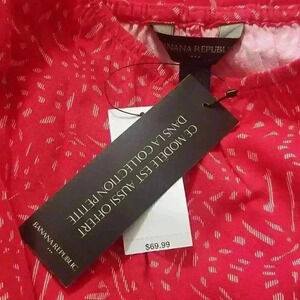 BANANA REPUBLIC
CE MODÈLE EST AUSSI OFFERT
DANS LA COLLECTION PETITE
BANANA REPUBLIC
$69.99